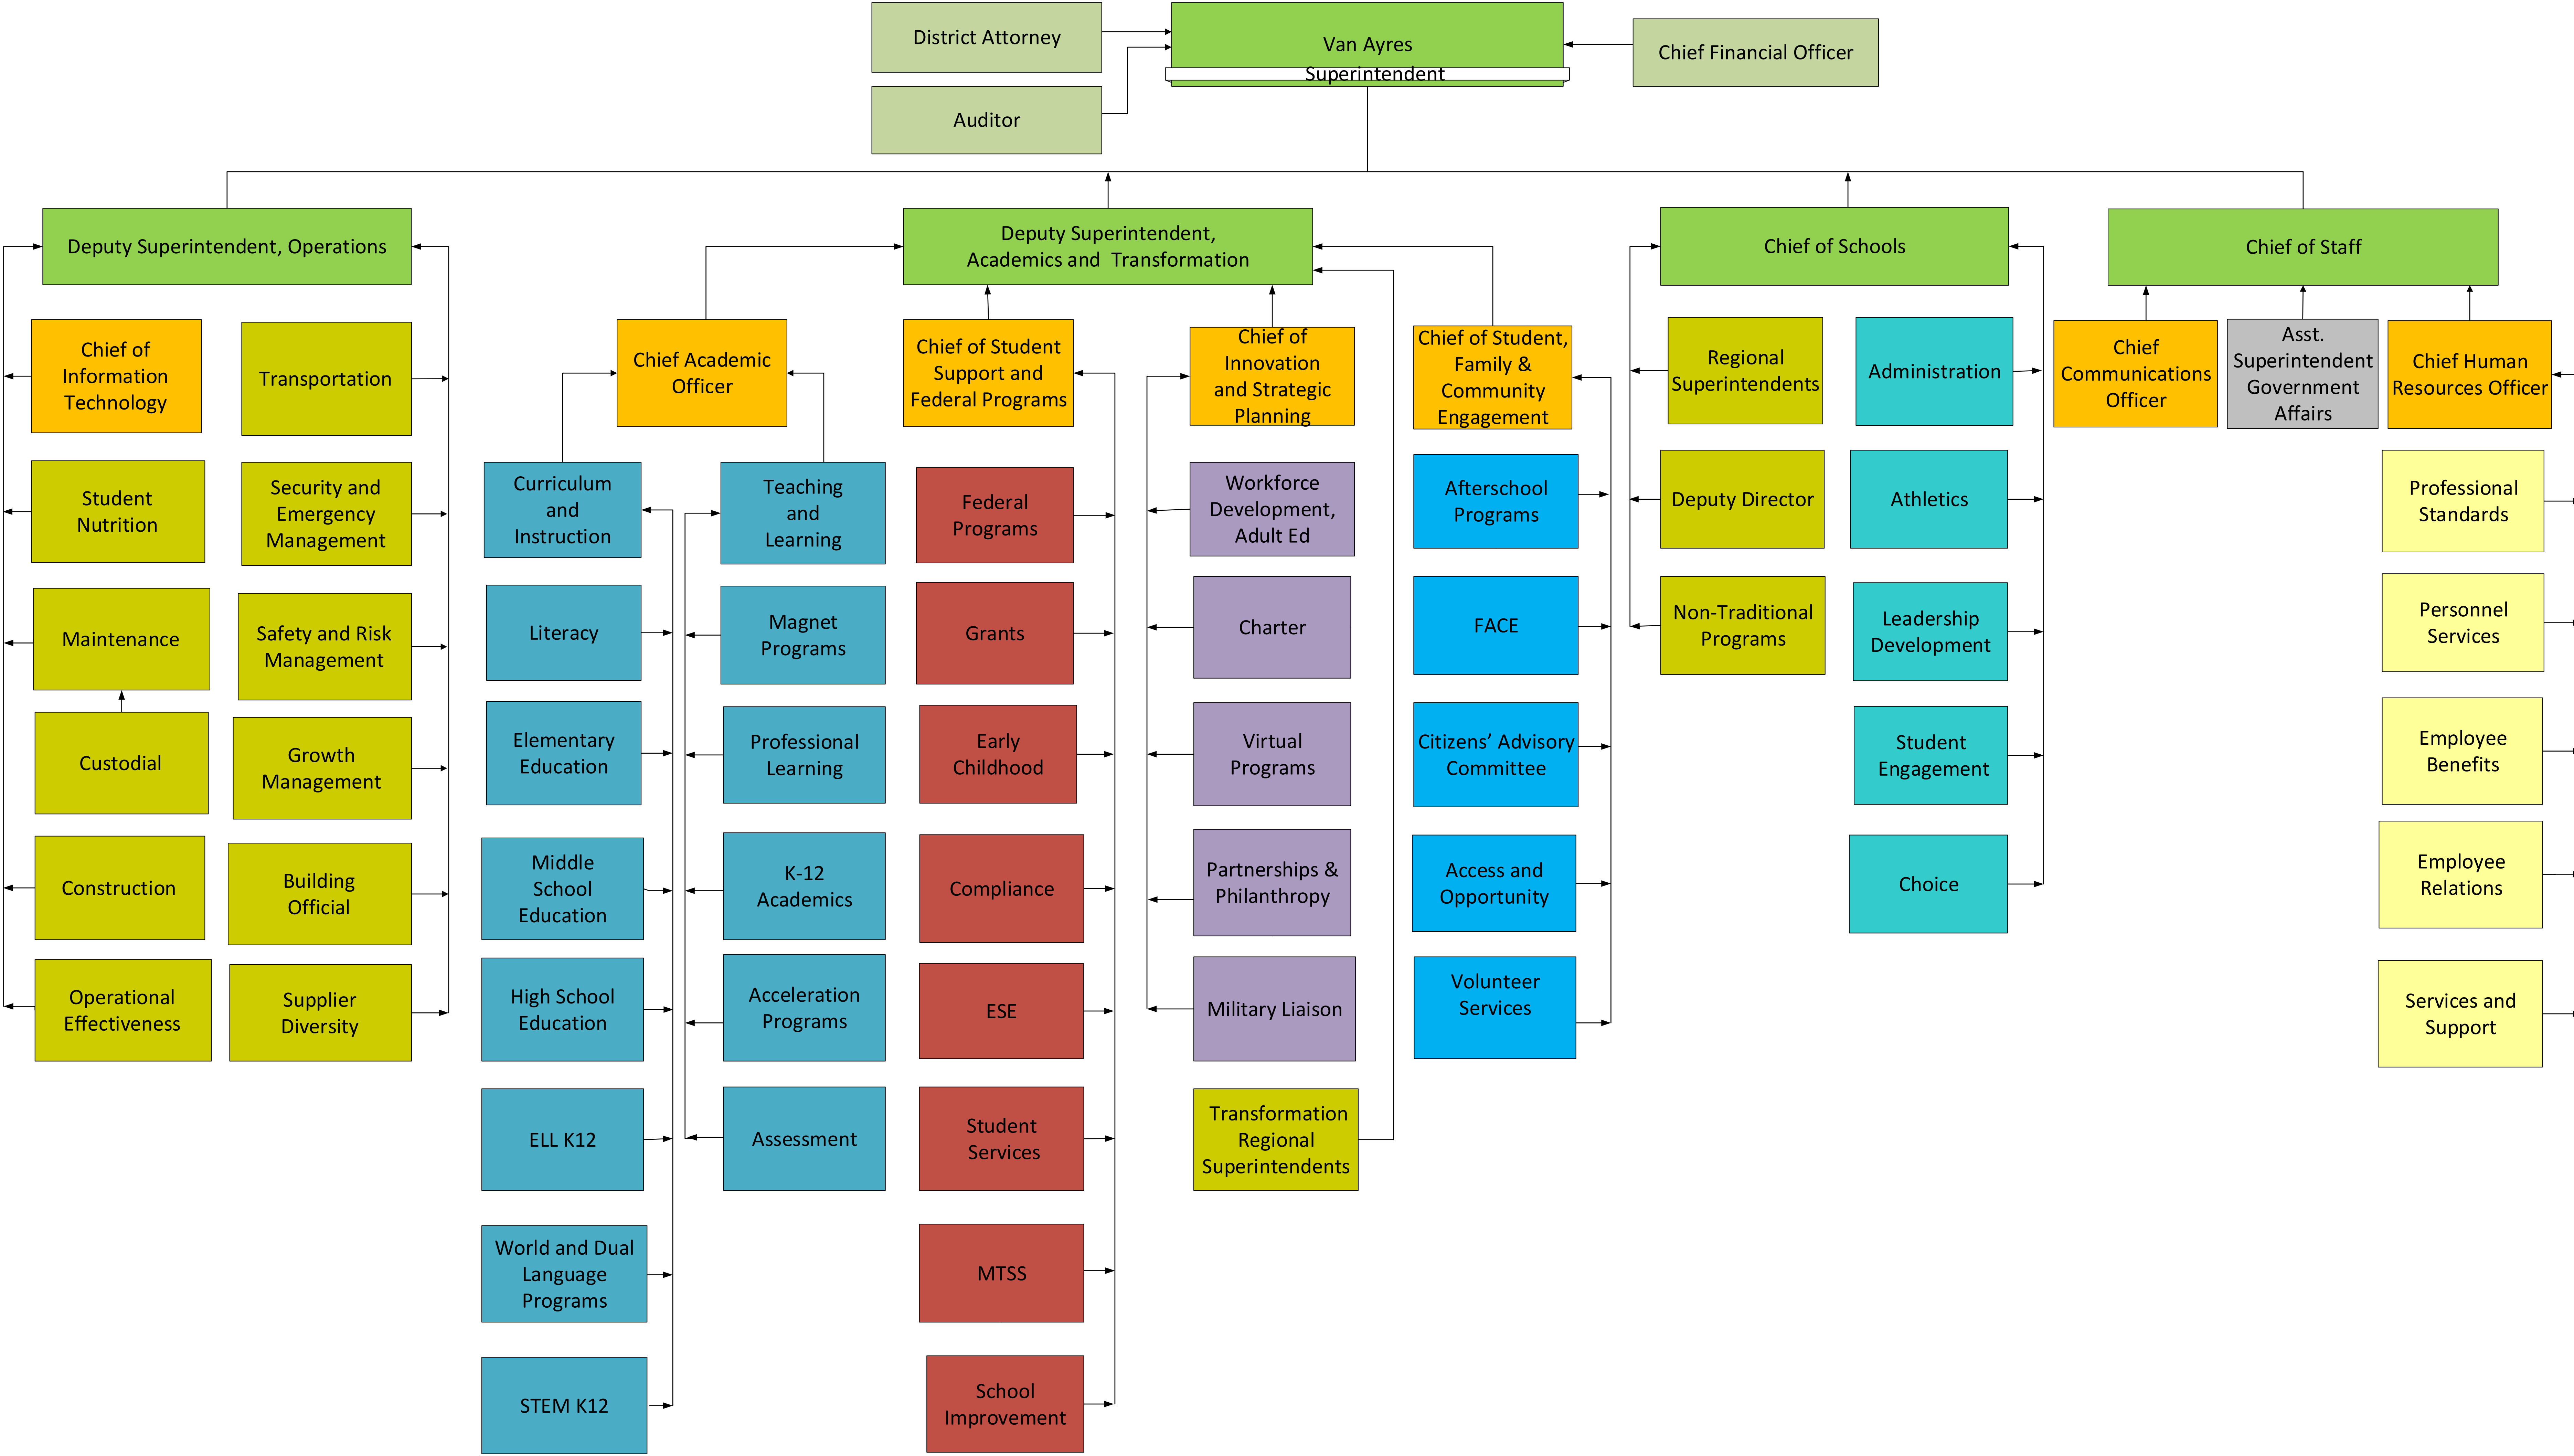 District Attorney
Van Ayres
Superintendent
Chief Financial Officer
Auditor
Deputy Superintendent, Operations
Deputy Superintendent,
Academics and  Transformation
Chief of Schools
Chief of Staff
Chief of
Information
Technology
Transportation
Student
Nutrition
Security and
Emergency
Management
Maintenance
Safety and Risk
Management
Custodial
Growth
Management
Construction
Building
Official
Operational
Effectiveness
Supplier
Diversity
Chief Academic
Officer
Curriculum
and
Instruction
Teaching
and
Learning
Literacy
Magnet
Programs
Elementary
Education
Professional
Learning
Middle
School
Education
K-12
Academics
High School
Education
Acceleration
Programs
ELL K12
Assessment
World and Dual
Language
Programs
STEM K12
Chief of Student
Support and
Federal Programs
Federal
Programs
Grants
Early
Childhood
Compliance
ESE
Student
Services
MTSS
School
Improvement
Chief of
Innovation
and Strategic
Planning
Workforce
Development,
Adult Ed
Charter
Virtual
Programs
Partnerships &
Philanthropy
Military Liaison
Transformation
Regional
Superintendents
Chief of Student,
Family &
Community
Engagement
Afterschool
Programs
FACE
Citizens’ Advisory
Committee
Access and
Opportunity
Volunteer
Services
Regional
Superintendents
Administration
Deputy Director
Athletics
Non-Traditional
Programs
Leadership
Development
Student
Engagement
Choice
Chief
Communications
Officer
Asst.
Superintendent
Government
Affairs
Chief Human
Resources Officer
Professional
Standards
Personnel
Services
Employee
Benefits
Employee
Relations
Services and
Support